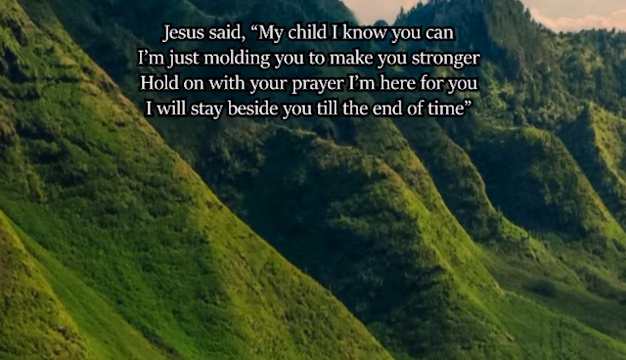 Jesus said, “My child I know you can
I’m just molding you to make you stronger
Hold on with your prayer I’m here for you
I will stay beside you till the end of time”